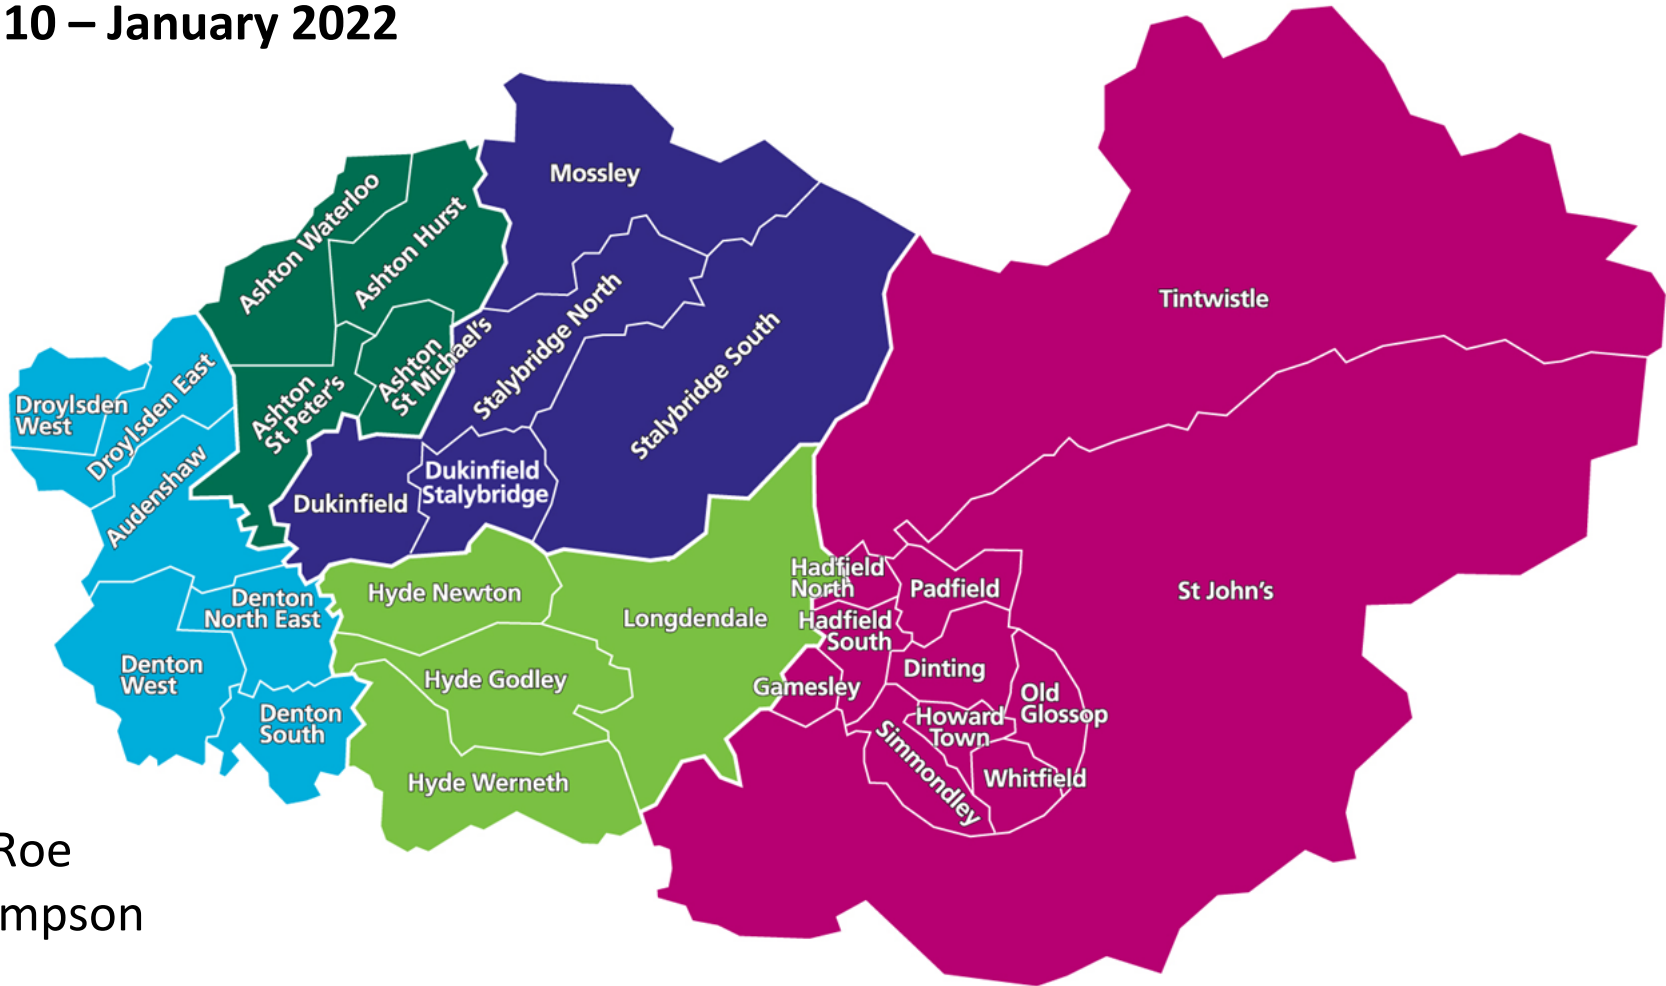 10 – January 2022
Mossley
Ashton Waterloo
Ashton Hurst
Tintwistle
Stalybridge North
Ashton
St Michael's
Stalybridge South
Droylsden
West
Droylsden East
Ashton
St Peter's
Audenshaw
Dukinfield
Dukinfield
Stalybridge
Hadfield
North
Padfield
St John's
Hyde Newton
Denton
North East
Longdendale
Hadfield
South
Denton
West
Hyde Godley
Dinting
Gamesley
Old
Glossop
Denton
South
Howard
Town
Simmondley
Whitfield
Hyde Werneth
Roe
mpson